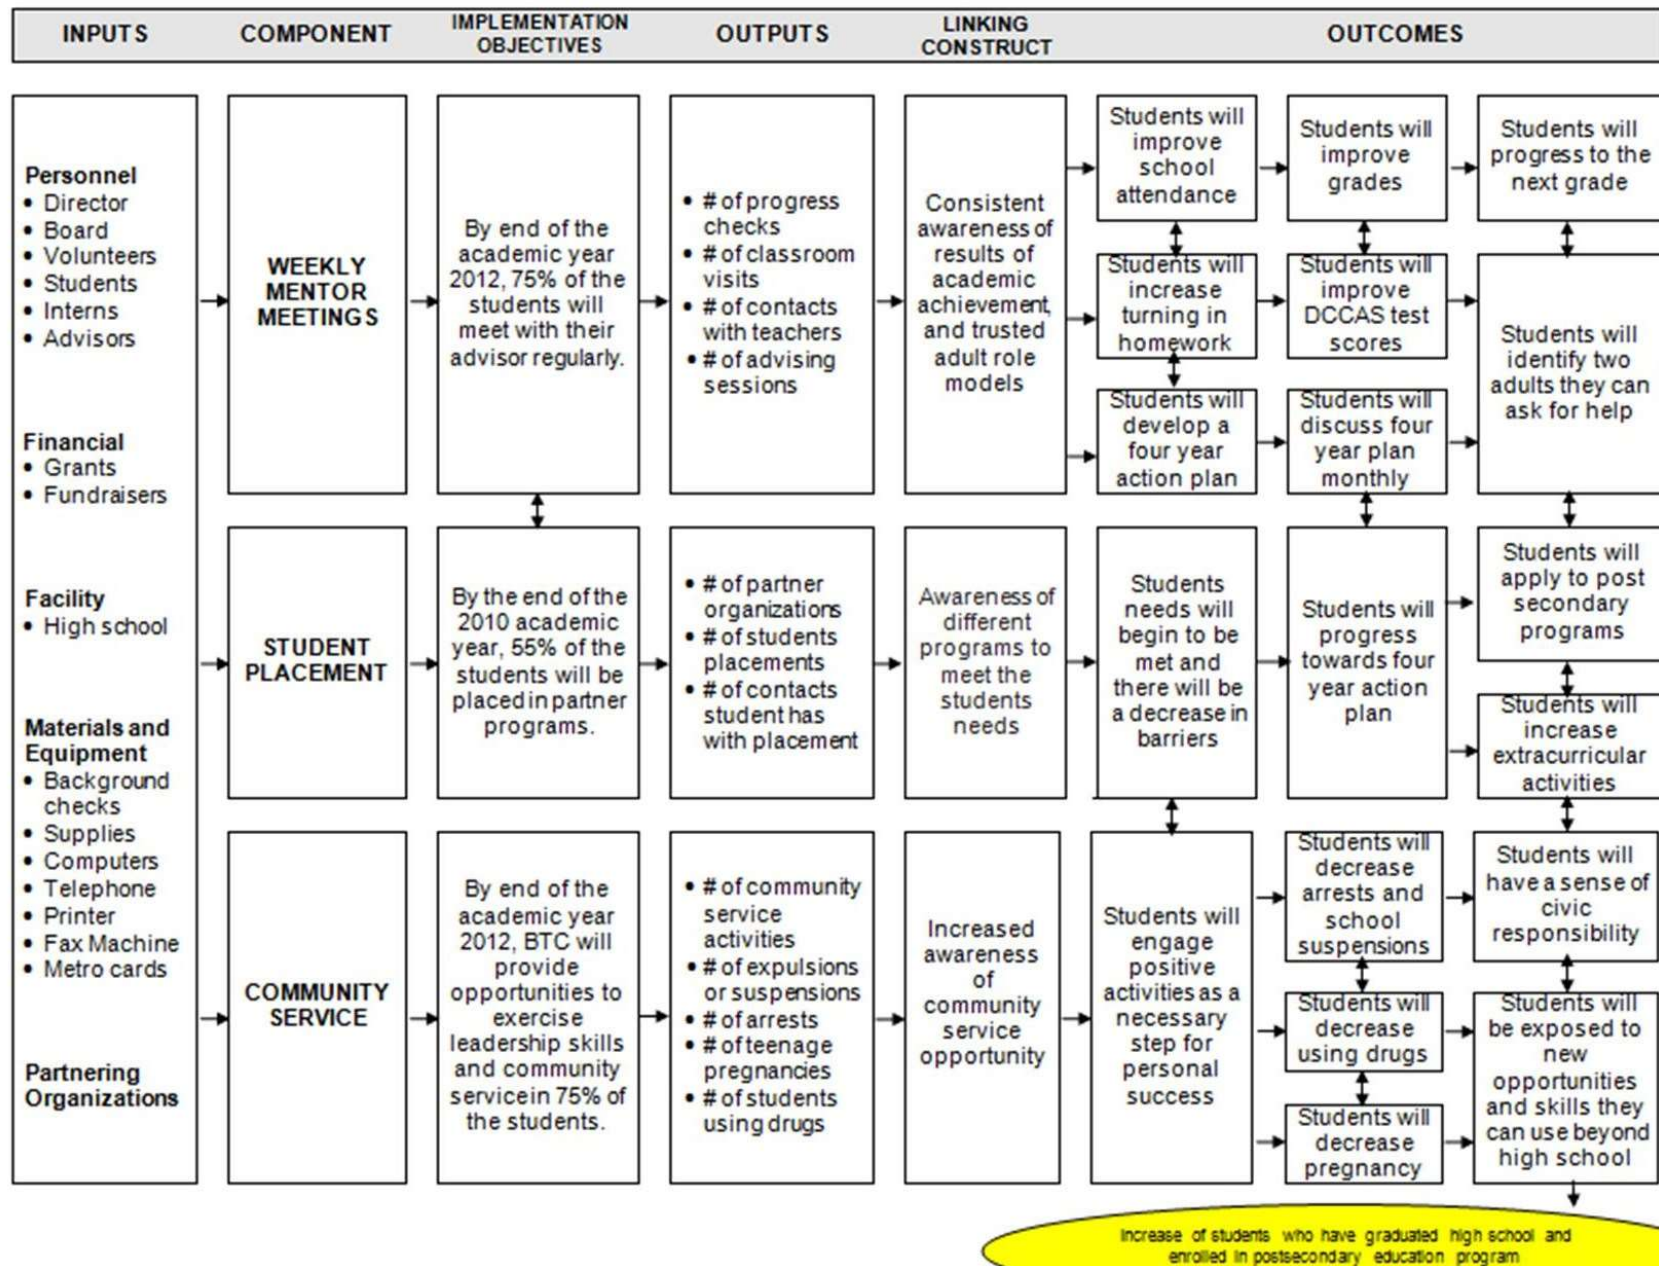 INPUTS
COMPONENT
IMPLEMENTATION
OBJECTIVES
OUTPUTS
LINKING
CONSTRUCT
OUTCOMES
Personnel
• Director
• Board
• Volunteers
• Students
• Interns
• Advisors
Financial
• Grants
• Fundraisers
Facility
• High school
Materials and
Equipment
• Background
checks
• Supplies
• Computers
• Telephone
• Printer
• Fax Machine
• Metro cards
Partnering
Organizations
WEEKLY
MENTOR
MEETINGS
By end of the
academic year
2012, 75% of the
students will
meet with their
advisor regularly.
• # of progress
checks
• # of classroom
visits
• # of contacts
with teachers
• # of advising
sessions
Consistent
awareness of
results of
academic
achievement,
and trusted
adult role
models
Students will
improve
school
attendance
Students will
improve
grades
Students will
progress to the
next grade
Students will
increase
turning in
homework
Students will
improve
DCCAS test
scores
Students will
identify two
adults they can
ask for help
Students will
develop a
four year
action plan
Students will
discuss four
year plan
monthly
STUDENT
PLACEMENT
By the end of the
2010 academic
year, 55% of the
students will be
placed in partner
programs.
• # of partner
organizations
• # of students
placements
• # of contacts
student has
with placement
Awareness of
different
programs to
meet the
students
needs
Students
needs will
begin to be
met and
there will be
a decrease in
barriers
Students will
progress
towards four
year action
plan
Students will
apply to post
secondary
programs
Students will
increase
extracurricular
activities
COMMUNITY
SERVICE
By end of the
academic year
2012, BTC will
provide
opportunities to
exercise
leadership skills
and community
service in 75% of
the students.
• # of community
service
activities
• # of expulsions
or suspensions
• # of arrests
• # of teenage
pregnancies
• # of students
using drugs
Increased
awareness
of
community
service
opportunity
Students will
engage
positive
activities as a
necessary
step for
personal
success
Students will
decrease
arrests and
school
suspensions
Students will
have a sense of
civic
responsibility
Students will
decrease
using drugs
Students will
be exposed to
new
opportunities
and skills they
can use beyond
high school
Students will
decrease
pregnancy
Increase of students who have graduated high school and
enrolled in postsecondary education program